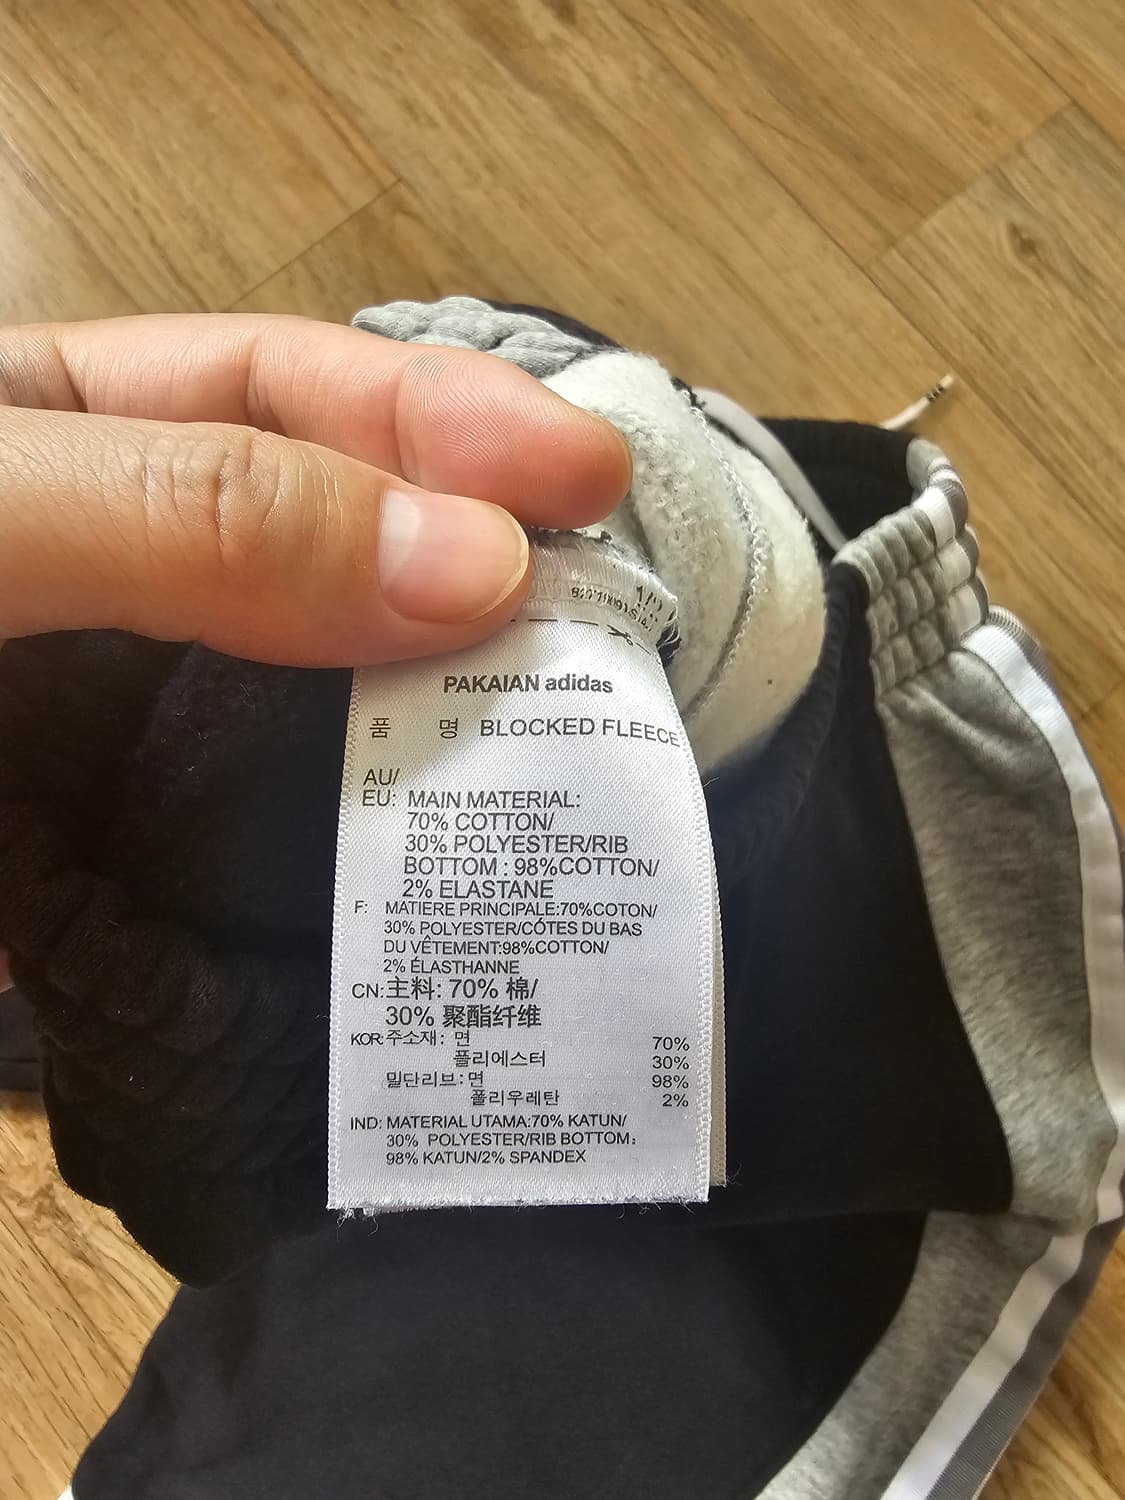 PAKAIAN adidas
품 명 BLOCKED FLEECE
AU/
EU: MAIN MATERIAL:
70% COTTON/
30% POLYESTER/RIB
BOTTOM : 98%COTTON/
2% ELASTANE
F: MATIERE PRINCIPALE:70%COTON/
30% POLYESTER/CÓTES DU BAS
DU VÊTEMENT:98%COTTON/
2% ÉLASTHANNE
CN:主料: 70% 棉/
30% 聚酯纤维
KOR:주소재: 면 70%
폴리에스터 30%
밑단리브:면 98%
폴리우레탄 2%
IND: MATERIAL UTAMA:70% KATUN/
30% POLYESTER/RIB BOTTOM:
98% KATUN/2% SPANDEX